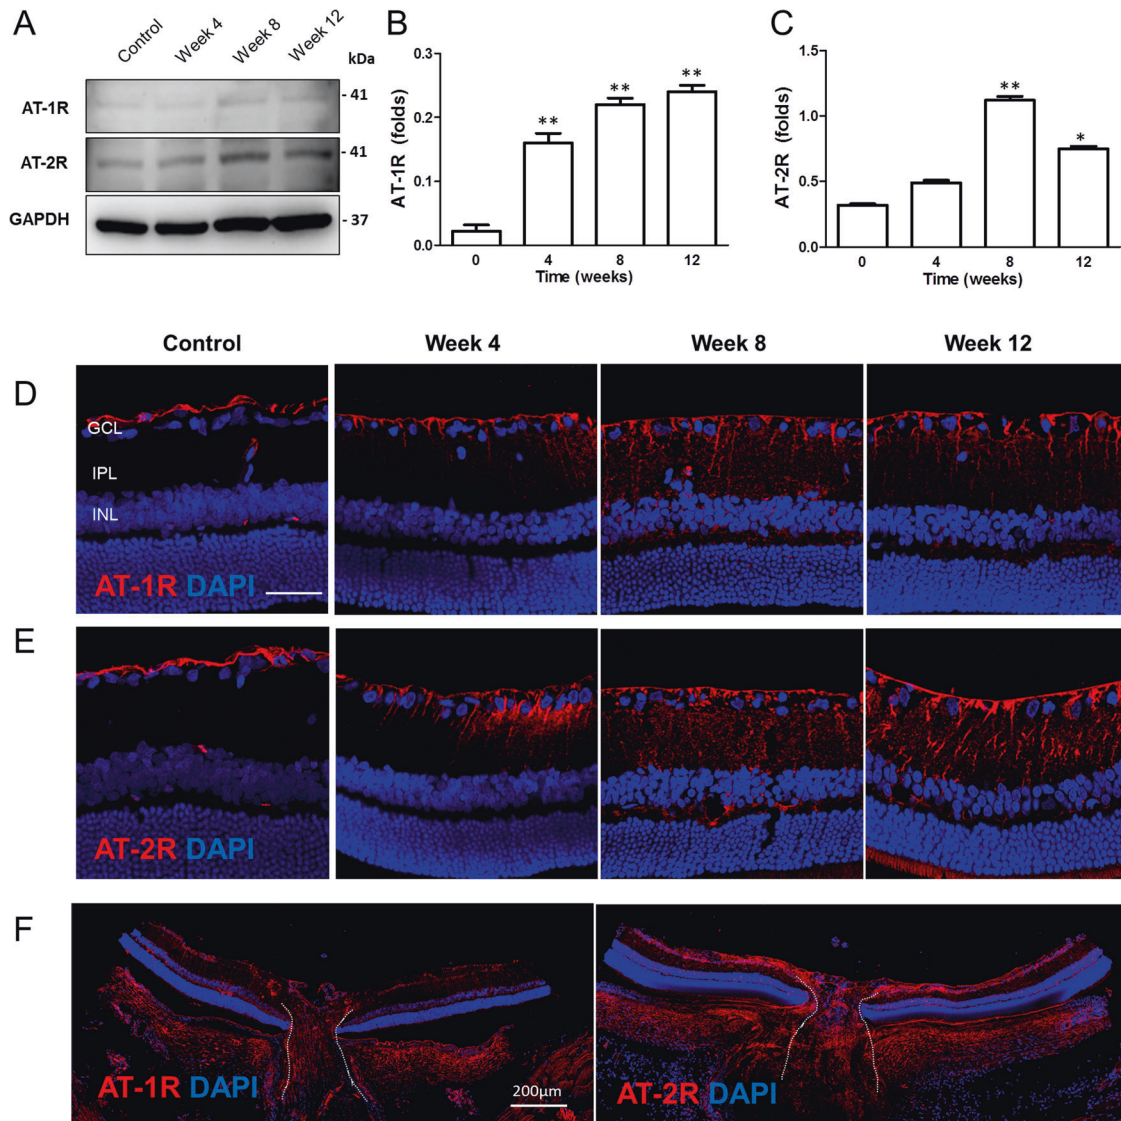 A
Control
Week 4
Week 8
Week 12
kDa
AT-1R
- 41
AT-2R
- 41
GAPDH
- 37
B
AT-1R (folds)
0.3
0.2
0.1
0.0
**
**
**
0
4
8
12
Time (weeks)
C
AT-2R (folds)
1.5
1.0
0.5
0.0
**
*
0
4
8
12
Time (weeks)
Control
Week 4
Week 8
Week 12
D
GCL
IPL
INL
AT-1R DAPI
E
AT-2R DAPI
F
AT-1R DAPI
200µm
AT-2R DAPI